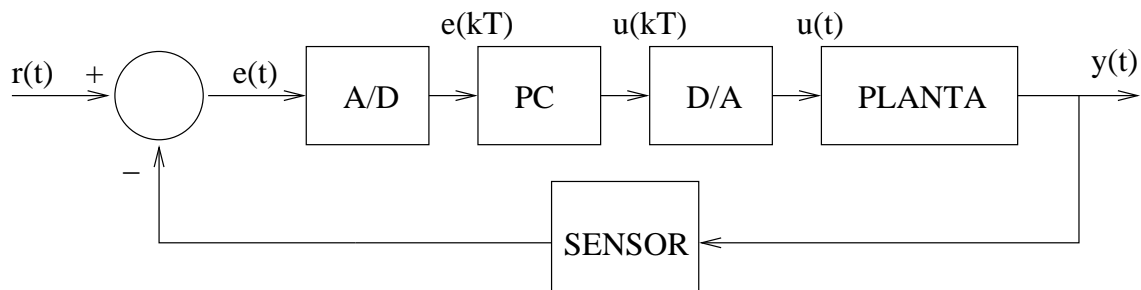 e(kT) u(kT) u(t)
r(t) + e(t) A/D PC D/A PLANTA y(t)
−
SENSOR